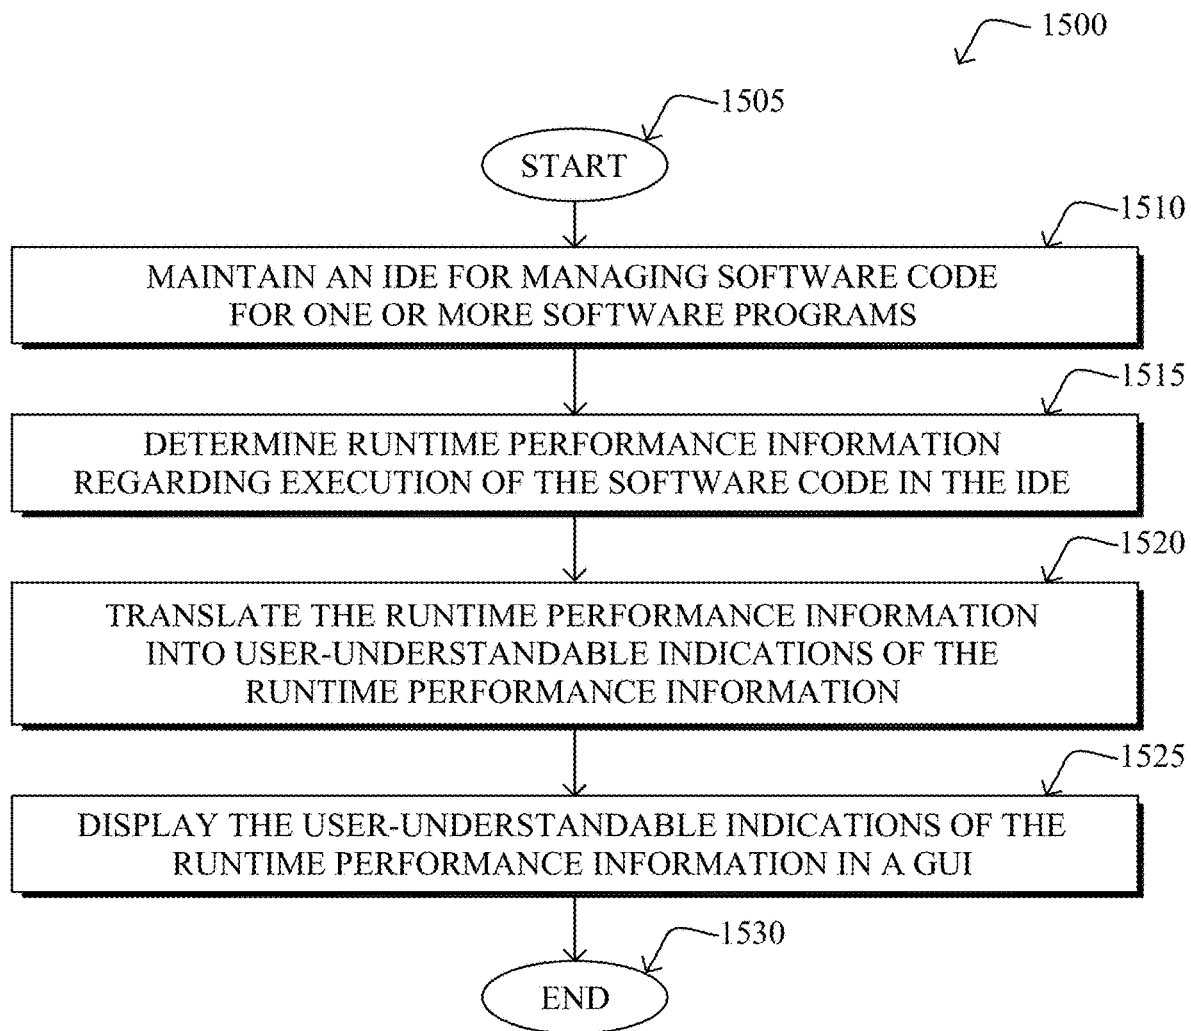 1500
1505
START
1510
MAINTAIN AN IDE FOR MANAGING SOFTWARE CODE
FOR ONE OR MORE SOFTWARE PROGRAMS
1515
DETERMINE RUNTIME PERFORMANCE INFORMATION
REGARDING EXECUTION OF THE SOFTWARE CODE IN THE IDE
1520
TRANSLATE THE RUNTIME PERFORMANCE INFORMATION
INTO USER-UNDERSTANDABLE INDICATIONS OF THE
RUNTIME PERFORMANCE INFORMATION
1525
DISPLAY THE USER-UNDERSTANDABLE INDICATIONS OF THE
RUNTIME PERFORMANCE INFORMATION IN A GUI
1530
END